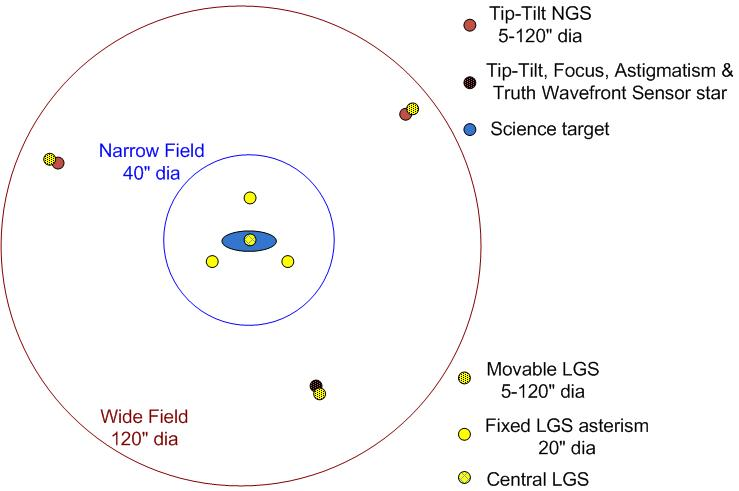 Tip-Tilt NGS
5-120" dia
Tip-Tilt, Focus, Astigmatism &
Truth Wavefront Sensor star
Science target
Narrow Field
40" dia
Wide Field
120" dia
Movable LGS
5-120" dia
Fixed LGS asterism
20" dia
Central LGS